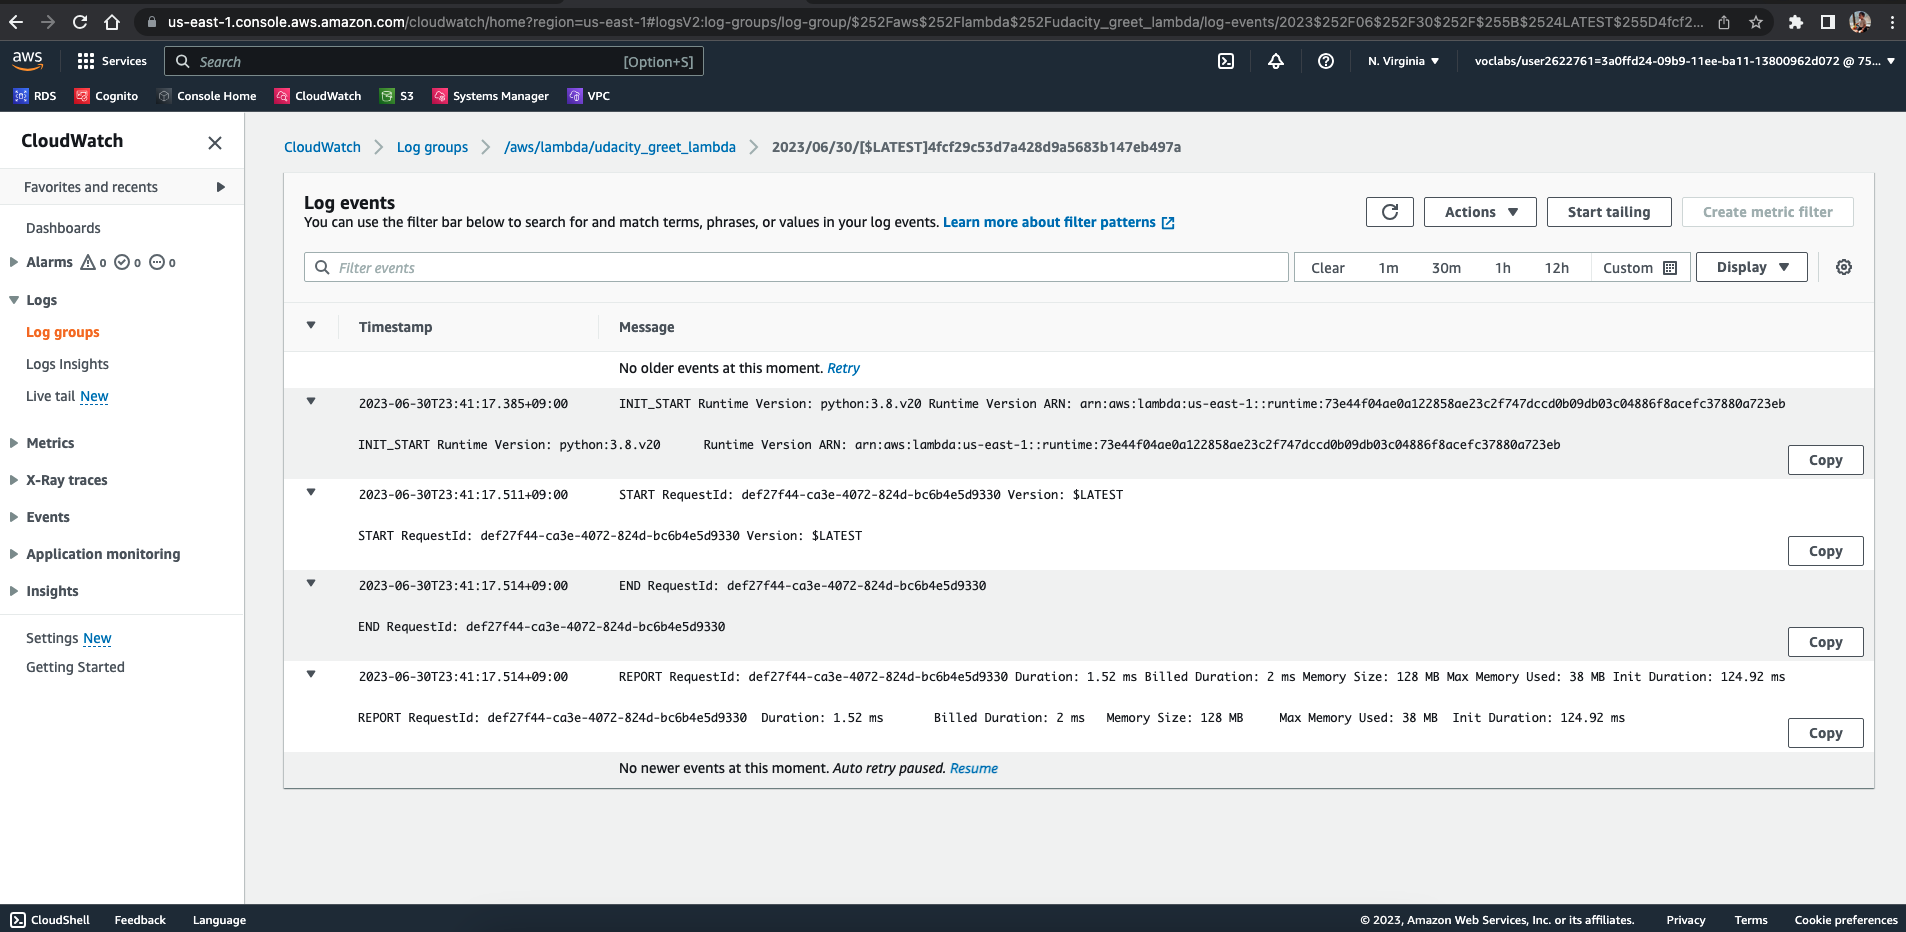 us-east-1.console.aws.amazon.com/cloudwatch/home?region=us-east-1#logsV2:log-groups/log-group/$252Faws$252Flambda$252Fudacity_greet_lambda/log-events/2023$252F06$252F30$252F$255B$2524LATEST$255D4fcf2...
aws Services Search [Option+S] N. Virginia voclabs/user2622761=3a0ffd24-09b9-11ee-ba11-13800962d072 @ 75...
RDS Cognito Console Home CloudWatch S3 Systems Manager VPC
CloudWatch
Favorites and recents
Dashboards
Alarms 0 0 0
Logs
Log groups
Logs Insights
Live tail New
Metrics
X-Ray traces
Events
Application monitoring
Insights
Settings New
Getting Started
CloudWatch Log groups /aws/lambda/udacity_greet_lambda 2023/06/30/[$LATEST]4fcf29c53d7a428d9a5683b147eb497a
Log events
You can use the filter bar below to search for and match terms, phrases, or values in your log events. Learn more about filter patterns
Actions Start tailing Create metric filter
Filter events Clear 1m 30m 1h 12h Custom Display
Timestamp Message
No older events at this moment. Retry
2023-06-30T23:41:17.385+09:00 INIT_START Runtime Version: python:3.8.v20 Runtime Version ARN: arn:aws:lambda:us-east-1::runtime:73e44f04ae0a122858ae23c2f747dccd0b09db03c04886f8acefc37880a723eb
INIT_START Runtime Version: python:3.8.v20 Runtime Version ARN: arn:aws:lambda:us-east-1::runtime:73e44f04ae0a122858ae23c2f747dccd0b09db03c04886f8acefc37880a723eb
Copy
2023-06-30T23:41:17.511+09:00 START RequestId: def27f44-ca3e-4072-824d-bc6b4e5d9330 Version: $LATEST
START RequestId: def27f44-ca3e-4072-824d-bc6b4e5d9330 Version: $LATEST
Copy
2023-06-30T23:41:17.514+09:00 END RequestId: def27f44-ca3e-4072-824d-bc6b4e5d9330
END RequestId: def27f44-ca3e-4072-824d-bc6b4e5d9330
Copy
2023-06-30T23:41:17.514+09:00 REPORT RequestId: def27f44-ca3e-4072-824d-bc6b4e5d9330 Duration: 1.52 ms Billed Duration: 2 ms Memory Size: 128 MB Max Memory Used: 38 MB Init Duration: 124.92 ms
REPORT RequestId: def27f44-ca3e-4072-824d-bc6b4e5d9330 Duration: 1.52 ms Billed Duration: 2 ms Memory Size: 128 MB Max Memory Used: 38 MB Init Duration: 124.92 ms
Copy
No newer events at this moment. Auto retry paused. Resume
CloudShell Feedback Language © 2023, Amazon Web Services, Inc. or its affiliates. Privacy Terms Cookie preferences